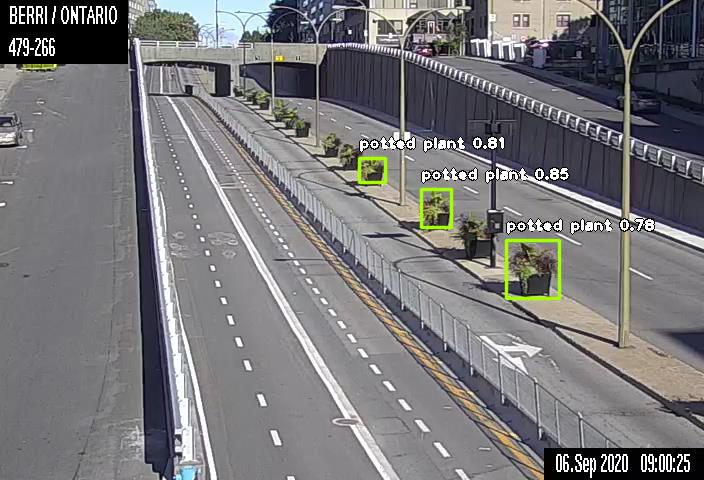 BERRI / ONTARIO
479-266
potted plant 0.81
potted plant 0.85
potted plant 0.78
06.Sep 2020 09:00:25